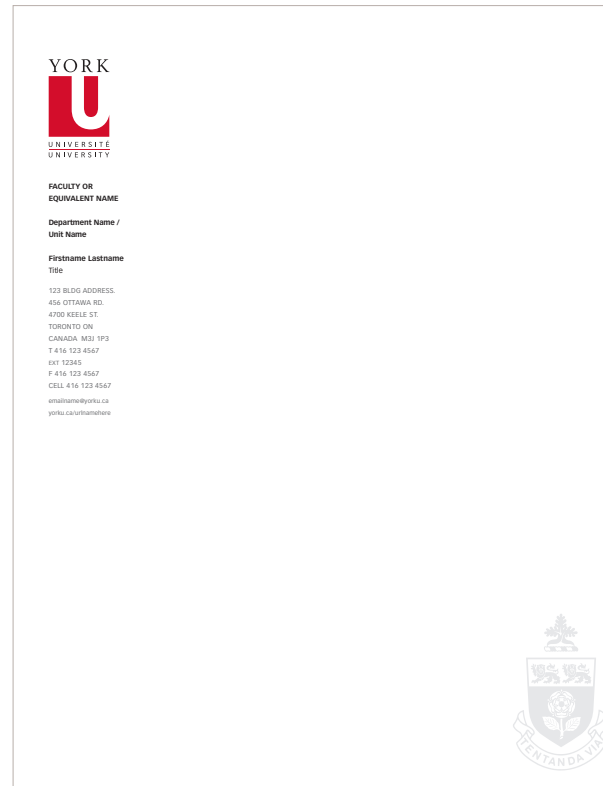 YORK
U
UNIVERSITÉ
UNIVERSITY
FACULTY OR
EQUIVALENT NAME
Department Name /
Unit Name
Firstname Lastname
Title
123 BLDG ADDRESS.
456 OTTAWA RD.
4700 KEELE ST.
TORONTO ON
CANADA M3J 1P3
T 416 123 4567
EXT 12345
F 416 123 4567
CELL 416 123 4567
emailname@yorku.ca
yorku.ca/urlnamehere
TENTANDA VIA